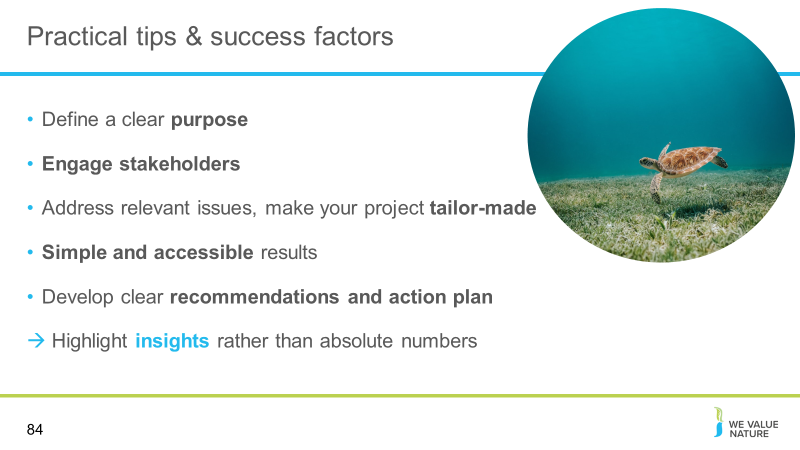 Practical tips & success factors
• Define a clear purpose
• Engage stakeholders
• Address relevant issues, make your project tailor-made
• Simple and accessible results
• Develop clear recommendations and action plan
→ Highlight insights rather than absolute numbers
84
WE VALUE
NATURE